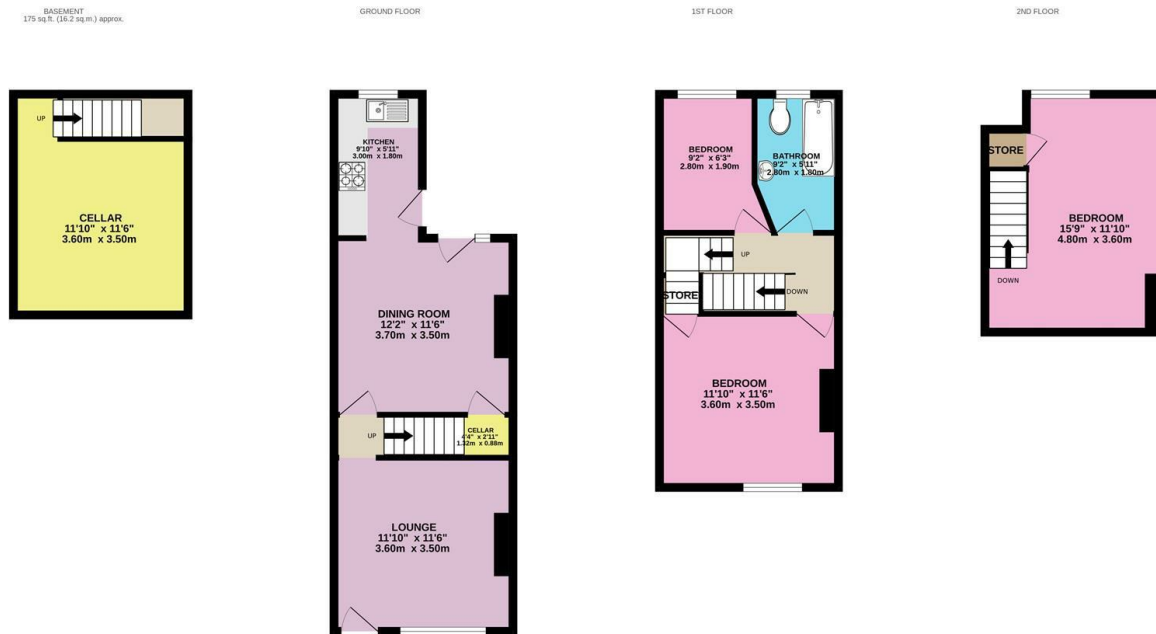 BASEMENT
175 sq.ft. (16.2 sq.m.) approx.
GROUND FLOOR
1ST FLOOR
2ND FLOOR
UP
CELLAR
11'10" x 11'6"
3.60m x 3.50m
KITCHEN
9'10" x 5'11"
3.00m x 1.80m
DINING ROOM
12'2" x 11'6"
3.70m x 3.50m
UP
CELLAR
4'4" x 2'11"
1.32m x 0.88m
LOUNGE
11'10" x 11'6"
3.60m x 3.50m
BEDROOM
9'2" x 6'3"
2.80m x 1.90m
BATHROOM
9'2" x 5'11"
2.80m x 1.80m
UP
DOWN
STORE
BEDROOM
11'10" x 11'6"
3.60m x 3.50m
STORE
BEDROOM
15'9" x 11'10"
4.80m x 3.60m
DOWN